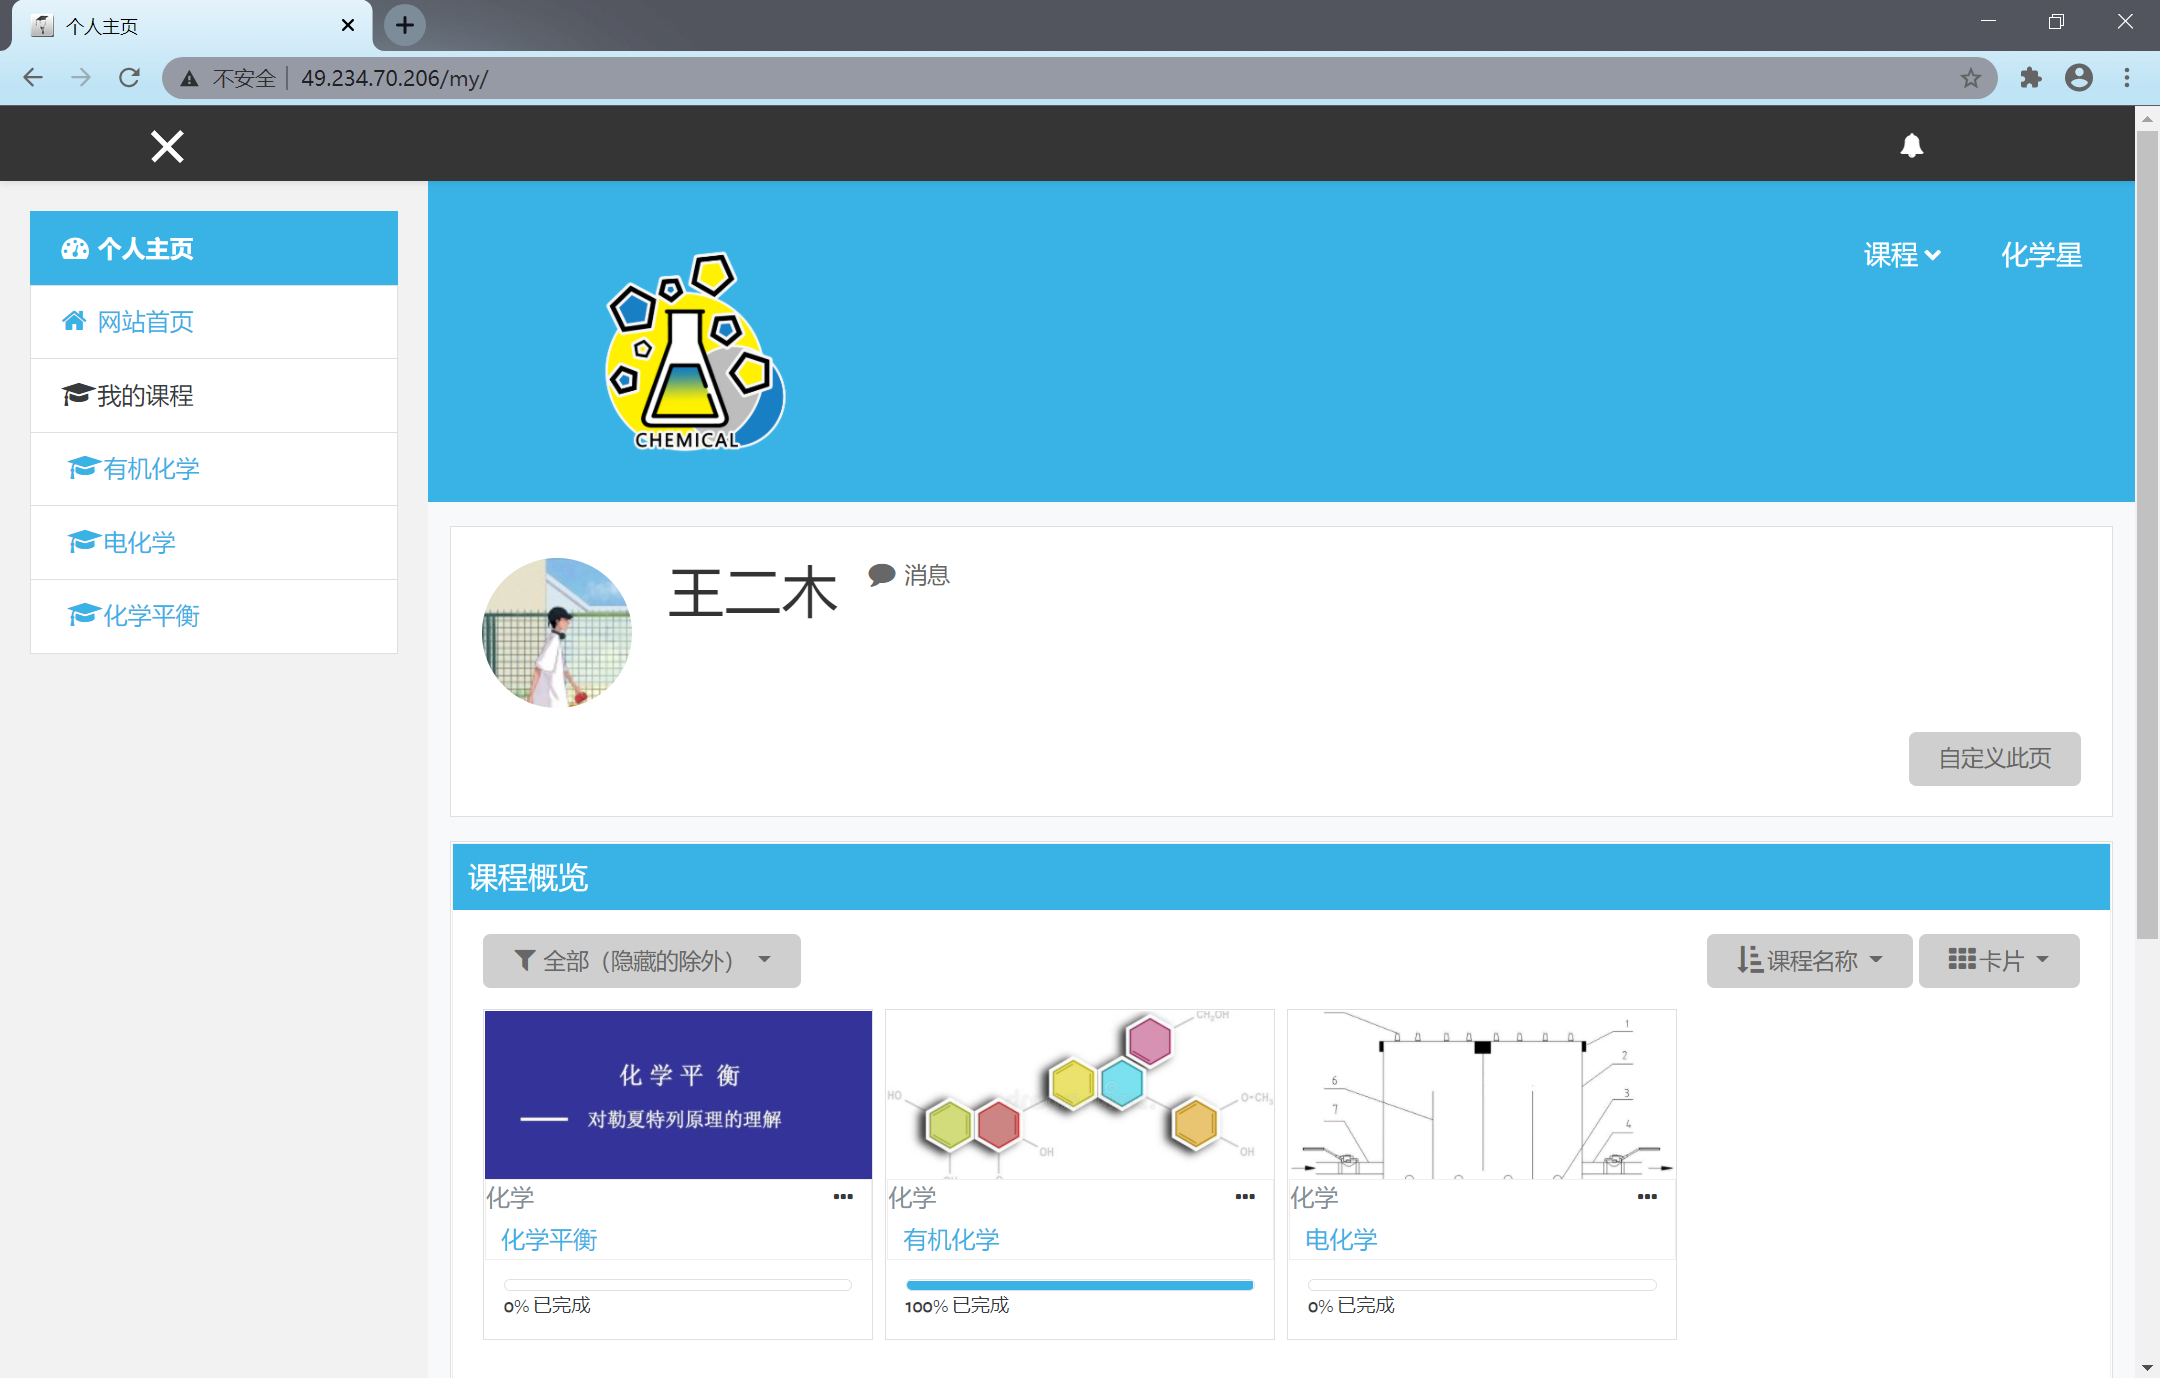 个人主页
不安全 49.234.70.206/my/
个人主页
网站首页
我的课程
有机化学
电化学
化学平衡
课程 化学星
CHEMICAL
王二木 消息
自定义此页
课程概览
全部（隐藏的除外） 课程名称 卡片
化学平衡
—— 对勒夏特列原理的理解
CH₂OH
HO
O-CH₃
OH
OH
1
2
6
3
7
4
化学 ...
化学平衡
0% 已完成
化学 ...
有机化学
100% 已完成
化学 ...
电化学
0% 已完成